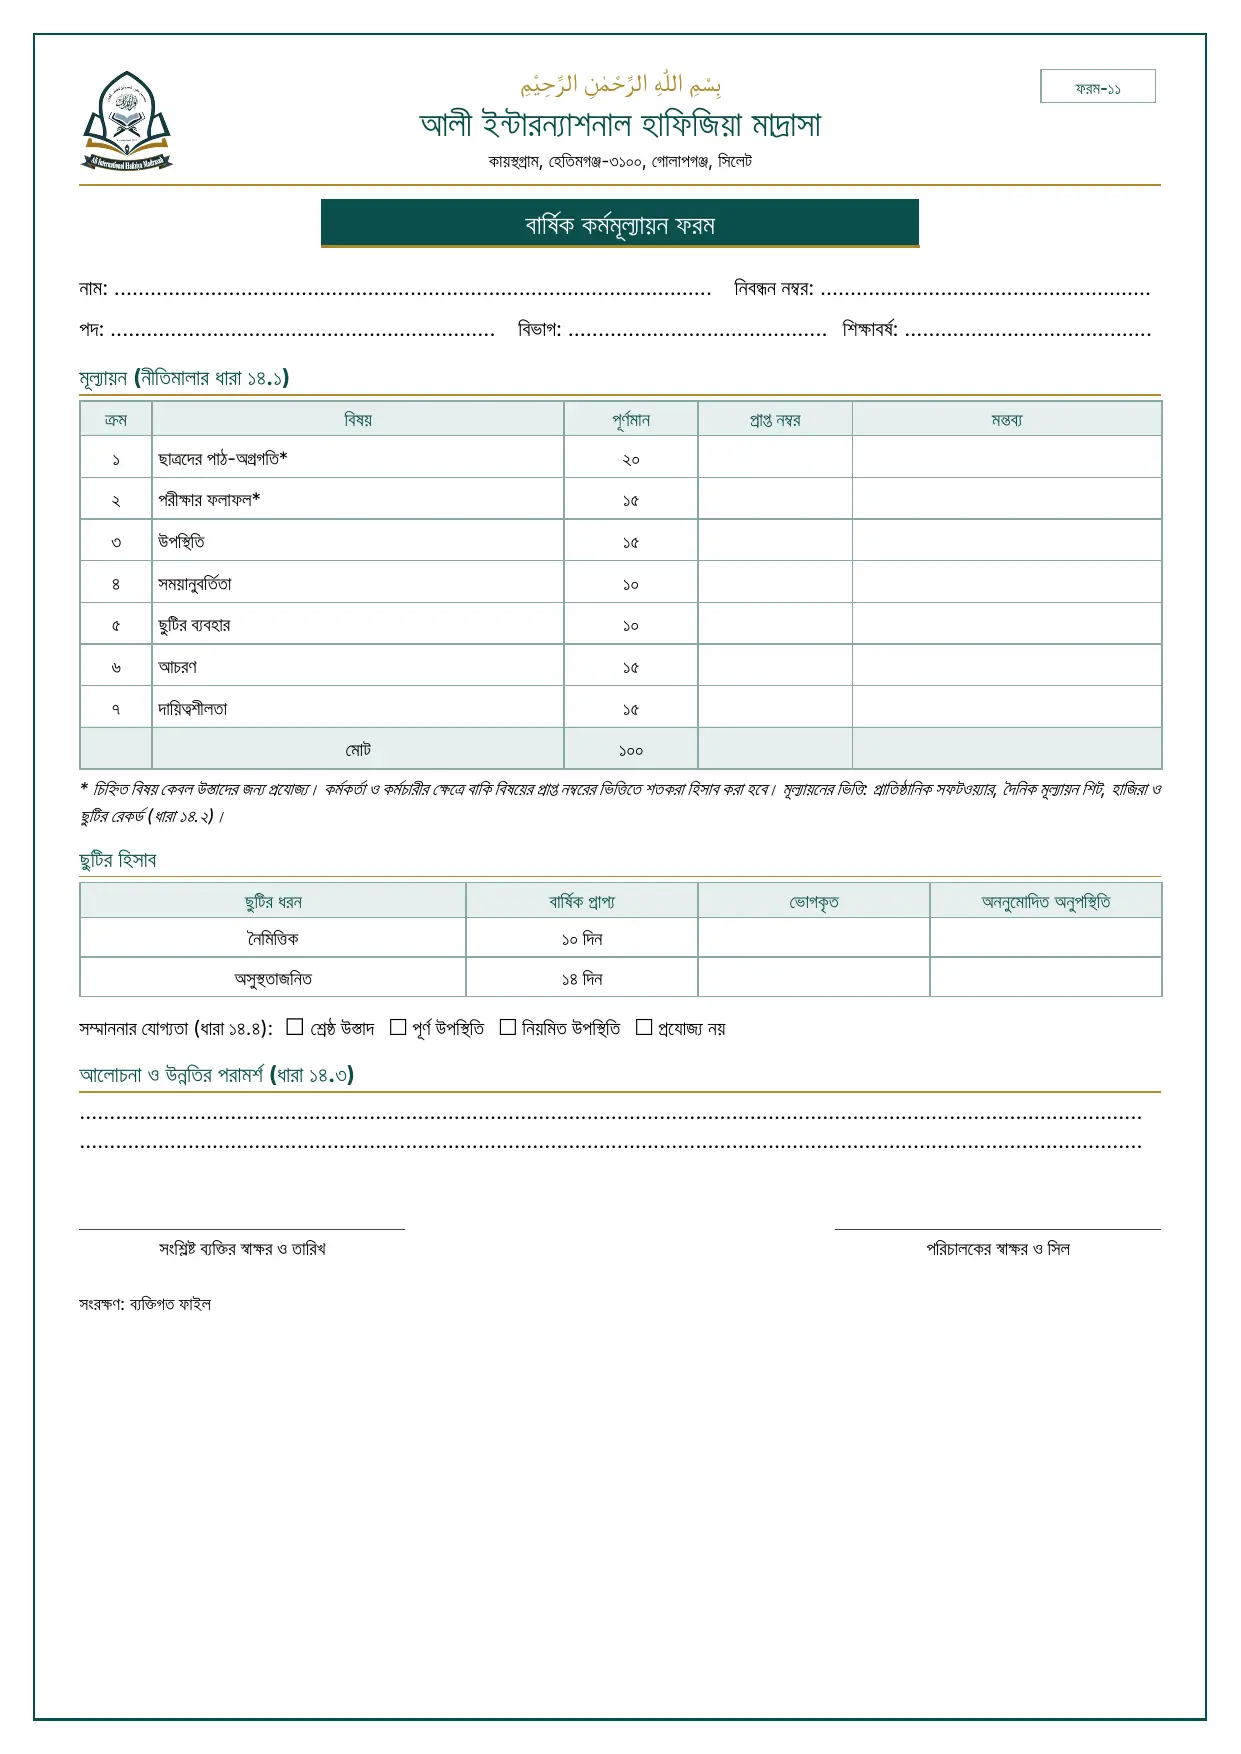 بِسْمِ اللهِ الرَّحْمٰنِ الرَّحِيْمِ
ফরম-১১
আলী ইন্টারন্যাশনাল হাফিজিয়া মাদ্রাসা
কায়স্থগ্রাম, হেতিমগঞ্জ-৩১০০, গোলাপগঞ্জ, সিলেট
Ali International Hafiziya Madrasah
বার্ষিক কর্মমূল্যায়ন ফরম
নাম: .................................................................................................. নিবন্ধন নম্বর: ......................................................
পদ: ............................................................... বিভাগ: .......................................... শিক্ষাবর্ষ: ........................................
মূল্যায়ন (নীতিমালার ধারা ১৪.১)
ক্রম বিষয় পূর্ণমান প্রাপ্ত নম্বর মন্তব্য
১ ছাত্রদের পাঠ-অগ্রগতি* ২০
২ পরীক্ষার ফলাফল* ১৫
৩ উপস্থিতি ১৫
৪ সময়ানুবর্তিতা ১০
৫ ছুটির ব্যবহার ১০
৬ আচরণ ১৫
৭ দায়িত্বশীলতা ১৫
মোট ১০০
* চিহ্নিত বিষয় কেবল উস্তাদের জন্য প্রযোজ্য। কর্মকর্তা ও কর্মচারীর ক্ষেত্রে বাকি বিষয়ের প্রাপ্ত নম্বরের ভিত্তিতে শতকরা হিসাব করা হবে। মূল্যায়নের ভিত্তি: প্রাতিষ্ঠানিক সফটওয়্যার, দৈনিক মূল্যায়ন শিট, হাজিরা ও
ছুটির রেকর্ড (ধারা ১৪.২)।
ছুটির হিসাব
ছুটির ধরন বার্ষিক প্রাপ্য ভোগকৃত অননুমোদিত অনুপস্থিতি
নৈমিত্তিক ১০ দিন
অসুস্থতাজনিত ১৪ দিন
সম্মাননার যোগ্যতা (ধারা ১৪.৪): ☐ শ্রেষ্ঠ উস্তাদ ☐ পূর্ণ উপস্থিতি ☐ নিয়মিত উপস্থিতি ☐ প্রযোজ্য নয়
আলোচনা ও উন্নতির পরামর্শ (ধারা ১৪.৩)
................................................................................................................................................................................
................................................................................................................................................................................
সংশ্লিষ্ট ব্যক্তির স্বাক্ষর ও তারিখ পরিচালকের স্বাক্ষর ও সিল
সংরক্ষণ: ব্যক্তিগত ফাইল